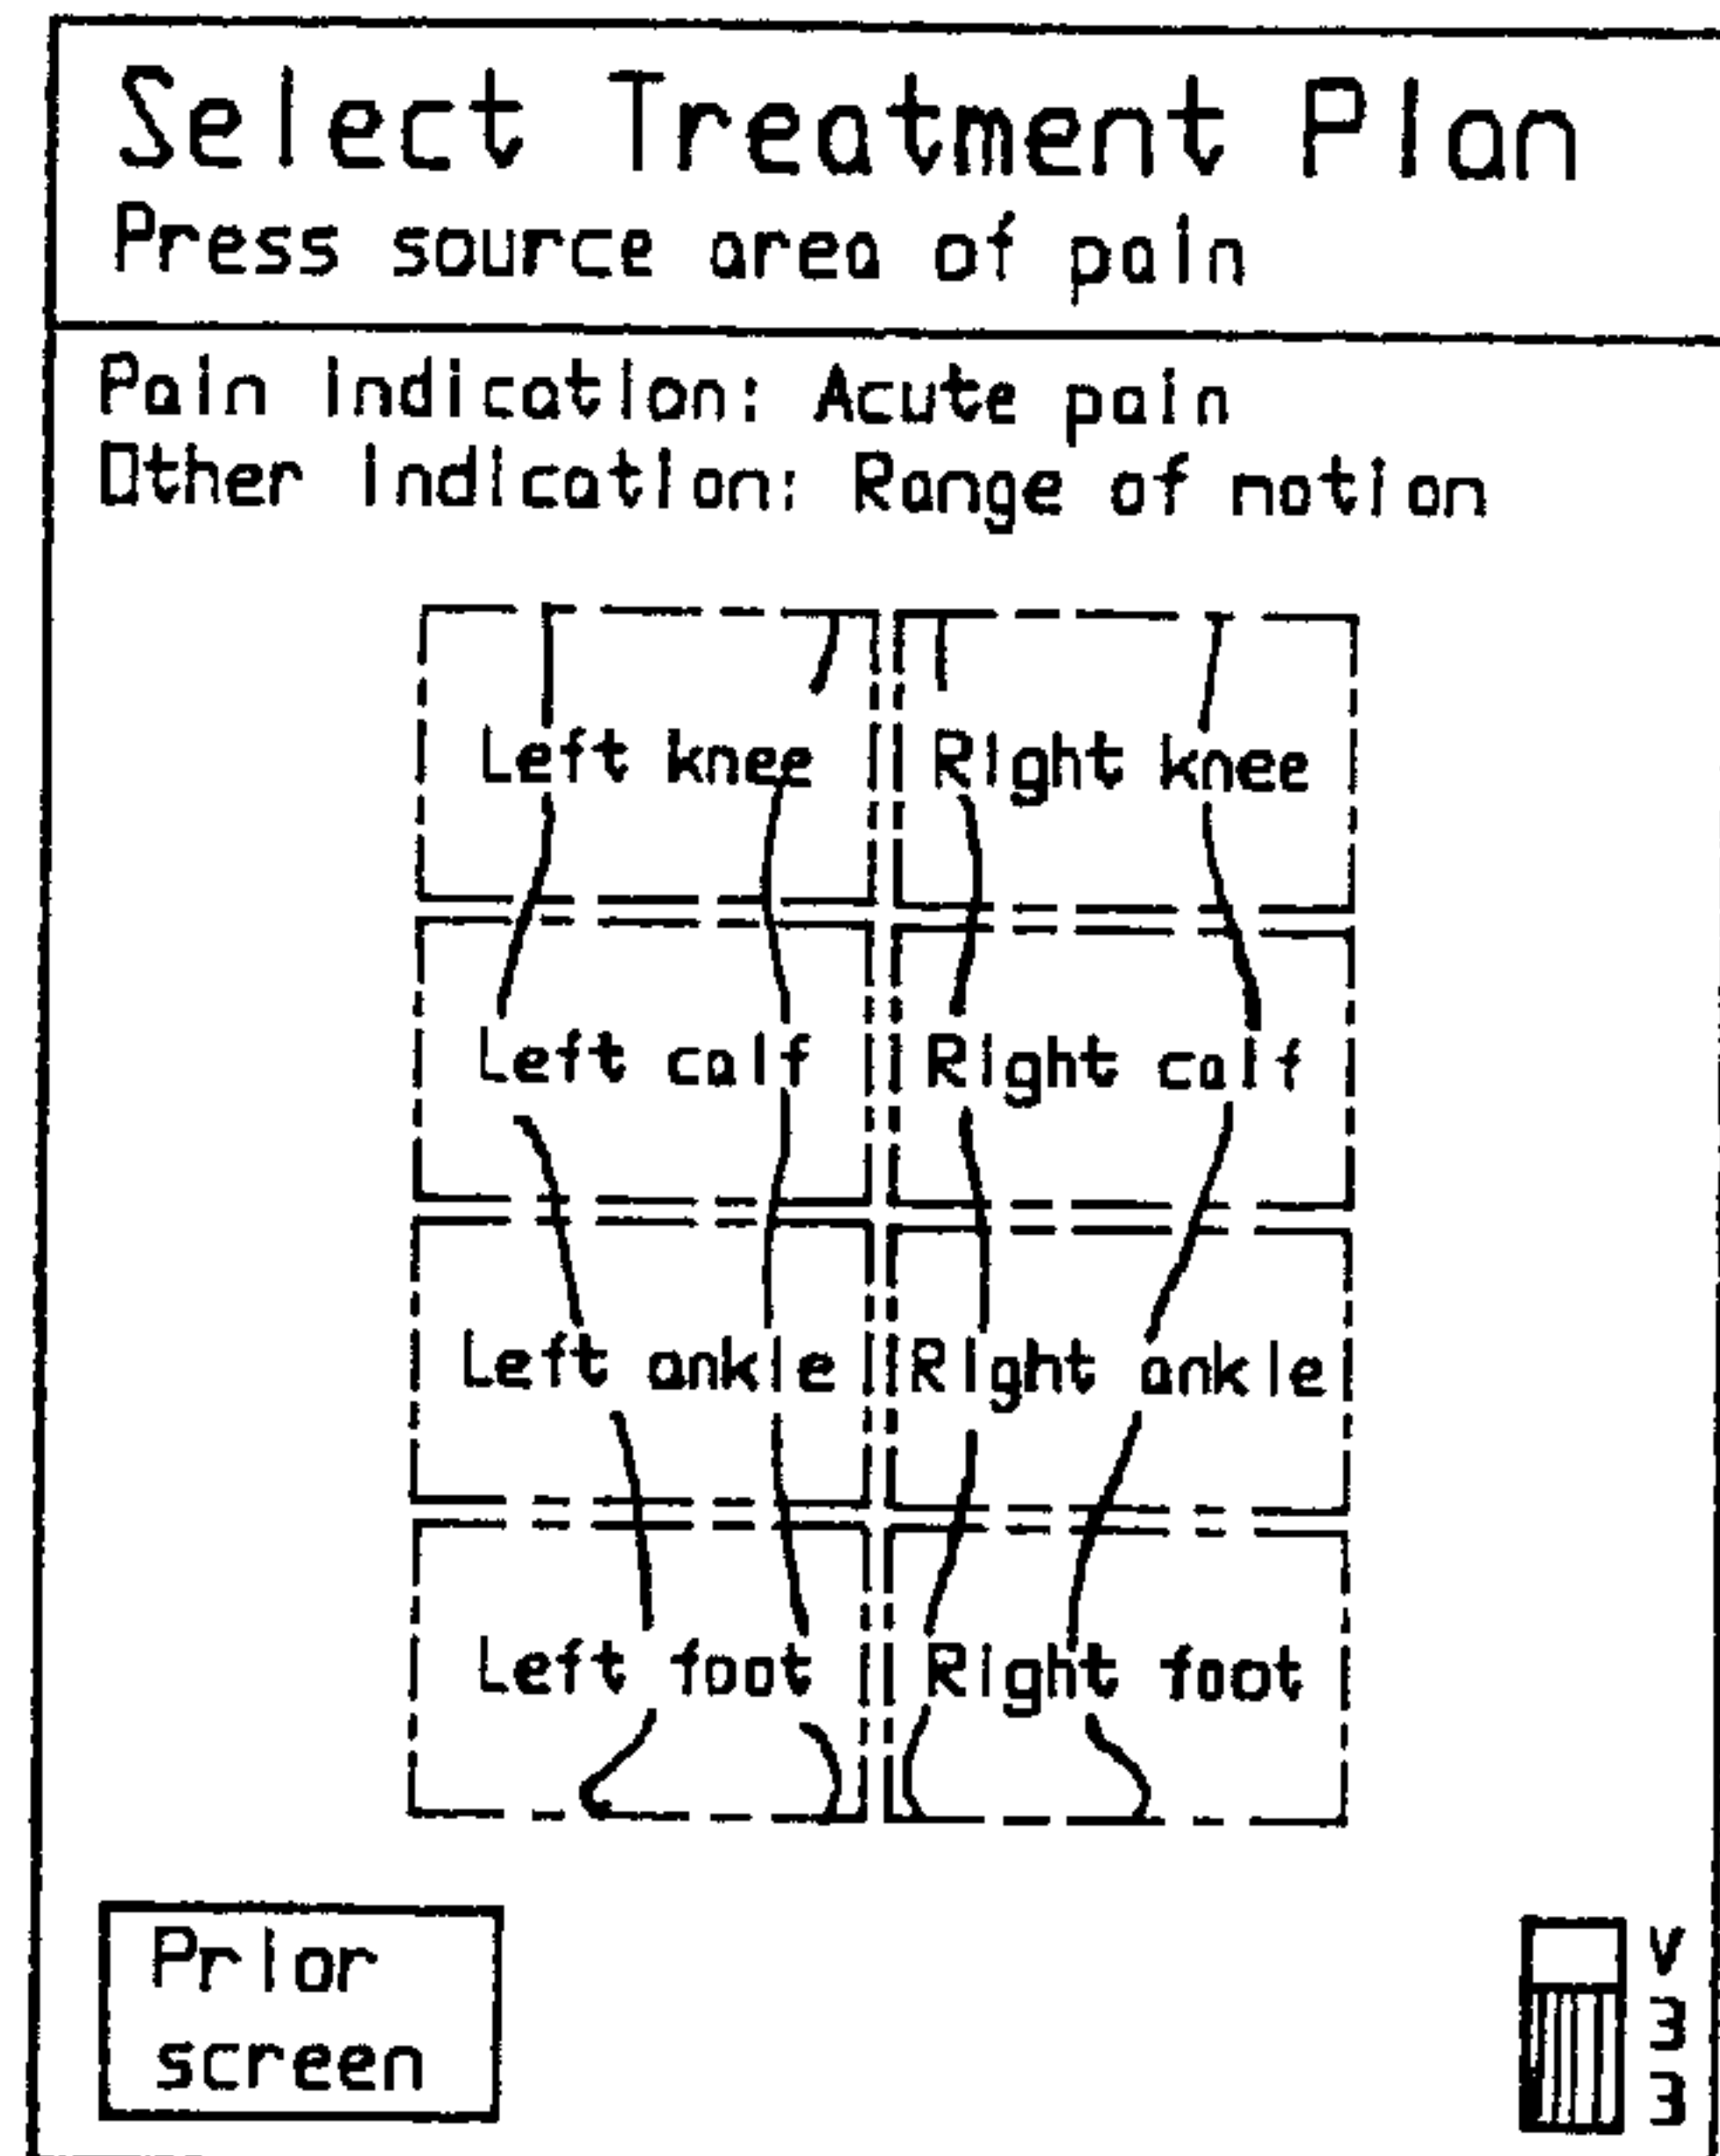 Select Treatment Plan
Press source area of pain
Pain indication: Acute pain
Other indication: Range of motion
Left knee Right knee
Left calf Right calf
Left ankle Right ankle
Left foot Right foot
Prior
screen
V
3
3